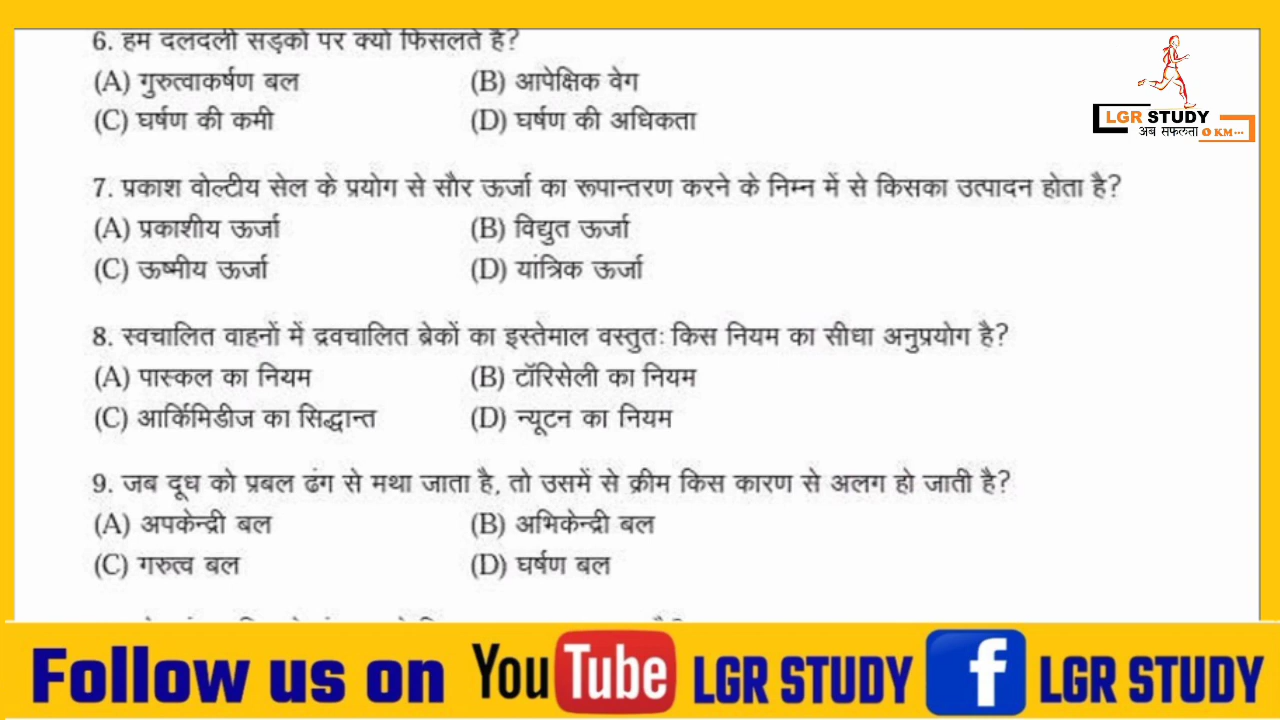 6. हम दलदली सड़को पर क्यो फिसलते है?
(A) गुरुत्वाकर्षण बल (B) आपेक्षिक वेग
(C) घर्षण की कमी (D) घर्षण की अधिकता
LGR STUDY
अब सफलता 0 KM...
7. प्रकाश वोल्टीय सेल के प्रयोग से सौर ऊर्जा का रूपान्तरण करने के निम्न में से किसका उत्पादन होता है?
(A) प्रकाशीय ऊर्जा (B) विद्युत ऊर्जा
(C) ऊष्मीय ऊर्जा (D) यांत्रिक ऊर्जा
8. स्वचालित वाहनों में द्रवचालित ब्रेकों का इस्तेमाल वस्तुतः किस नियम का सीधा अनुप्रयोग है?
(A) पास्कल का नियम (B) टॉरिसेली का नियम
(C) आर्किमिडीज का सिद्धान्त (D) न्यूटन का नियम
9. जब दूध को प्रबल ढंग से मथा जाता है, तो उसमें से क्रीम किस कारण से अलग हो जाती है?
(A) अपकेन्द्री बल (B) अभिकेन्द्री बल
(C) गरुत्व बल (D) घर्षण बल
Follow us on YouTube LGR STUDY f LGR STUDY